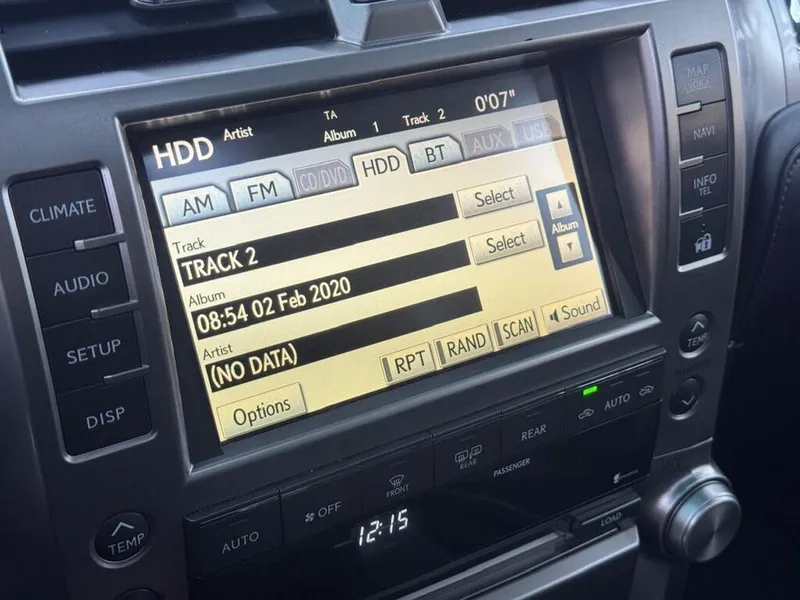 HDD Artist TA Album 1 Track 2 0'07"
AM FM CD/DVD HDD BT AUX USB
Track
TRACK 2 Select
Album
08:54 02 Feb 2020 Select
Album
Artist
(NO DATA)
RPT RAND SCAN Sound
Options
CLIMATE
AUDIO
SETUP
DISP
TEMP
MAP
VOICE
NAVI
INFO
TEL
TEMP
AUTO OFF FRONT REAR REAR AUTO
PASSENGER
12:15
LOAD